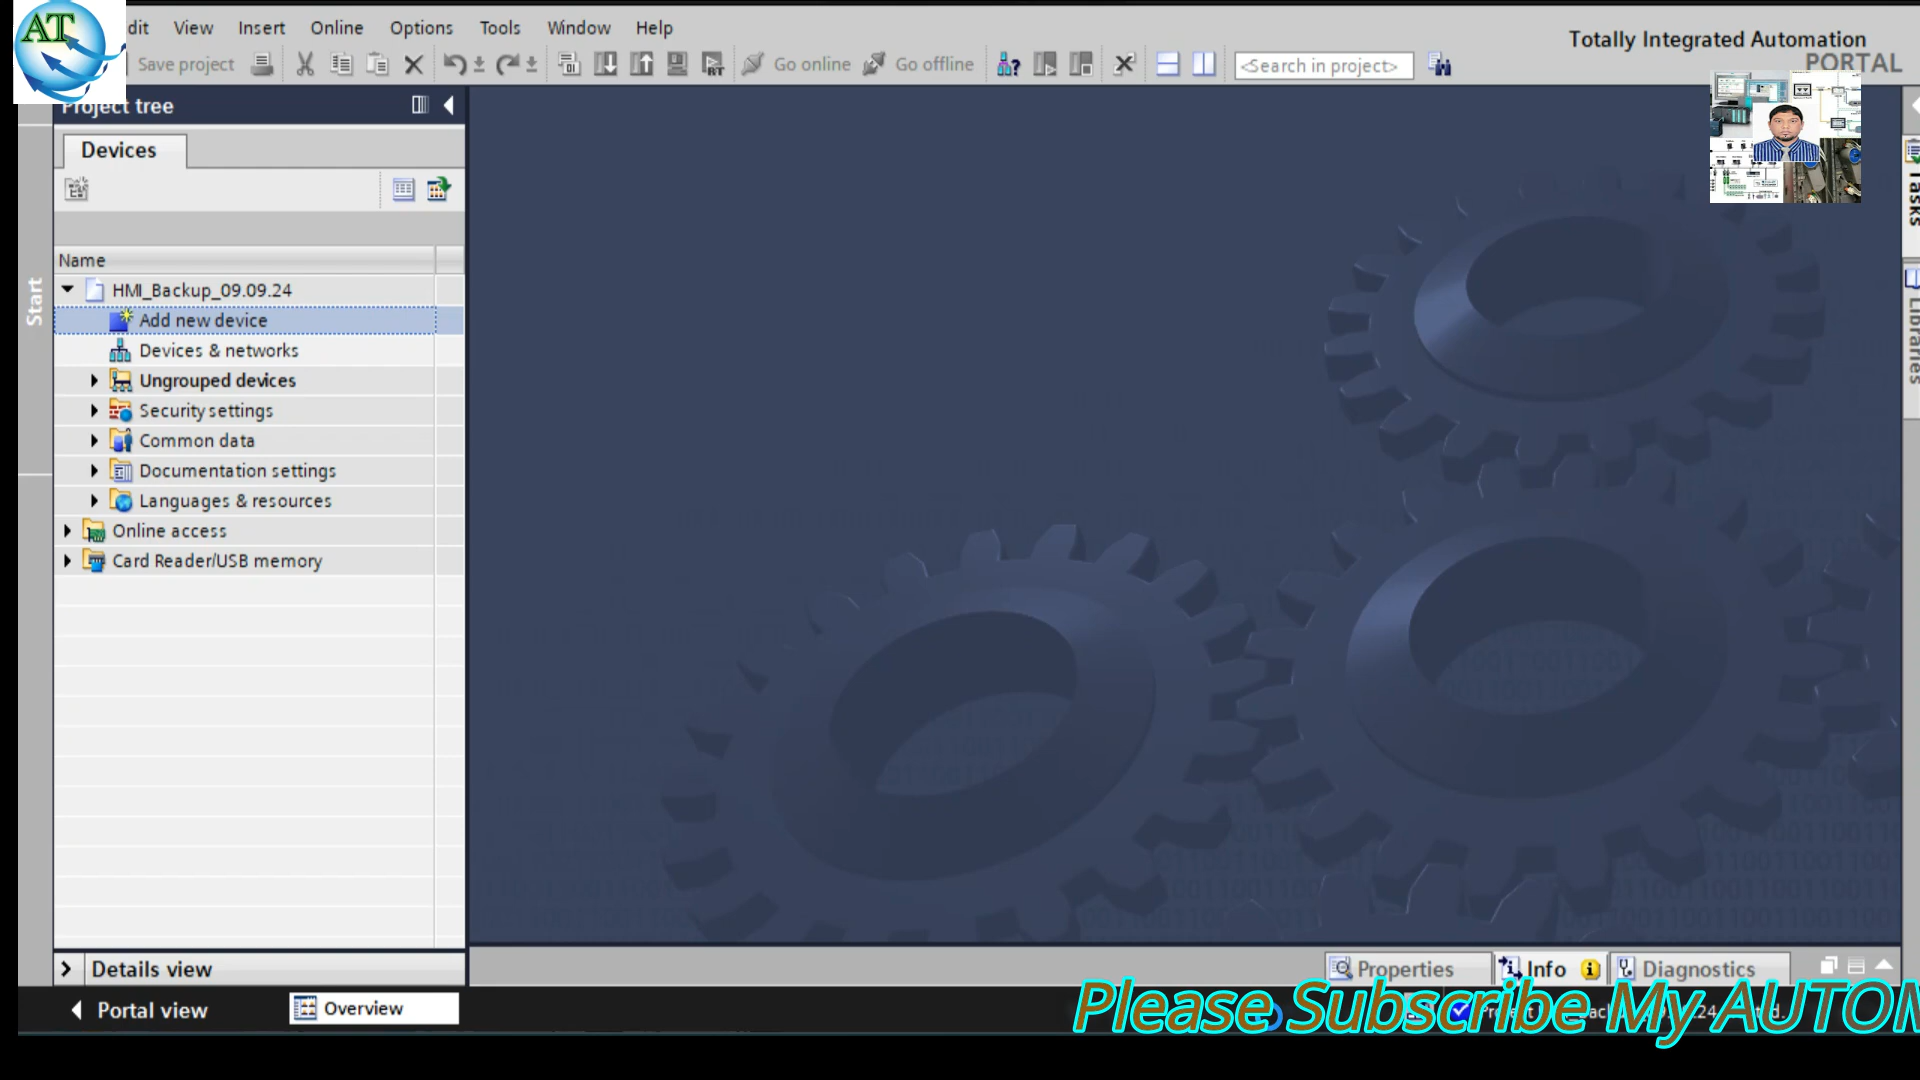 AT
dit View Insert Online Options Tools Window Help
Totally Integrated Automation
PORTAL
Save project
Go online
Go offline
<Search in project>
Project tree
Devices
Tasks
Libraries
Start
Name
HMI_Backup_09.09.24
Add new device
Devices & networks
Ungrouped devices
Security settings
Common data
Documentation settings
Languages & resources
Online access
Card Reader/USB memory
Details view
Properties
Info
Diagnostics
Portal view
Overview
Please Subscribe My AUTOM